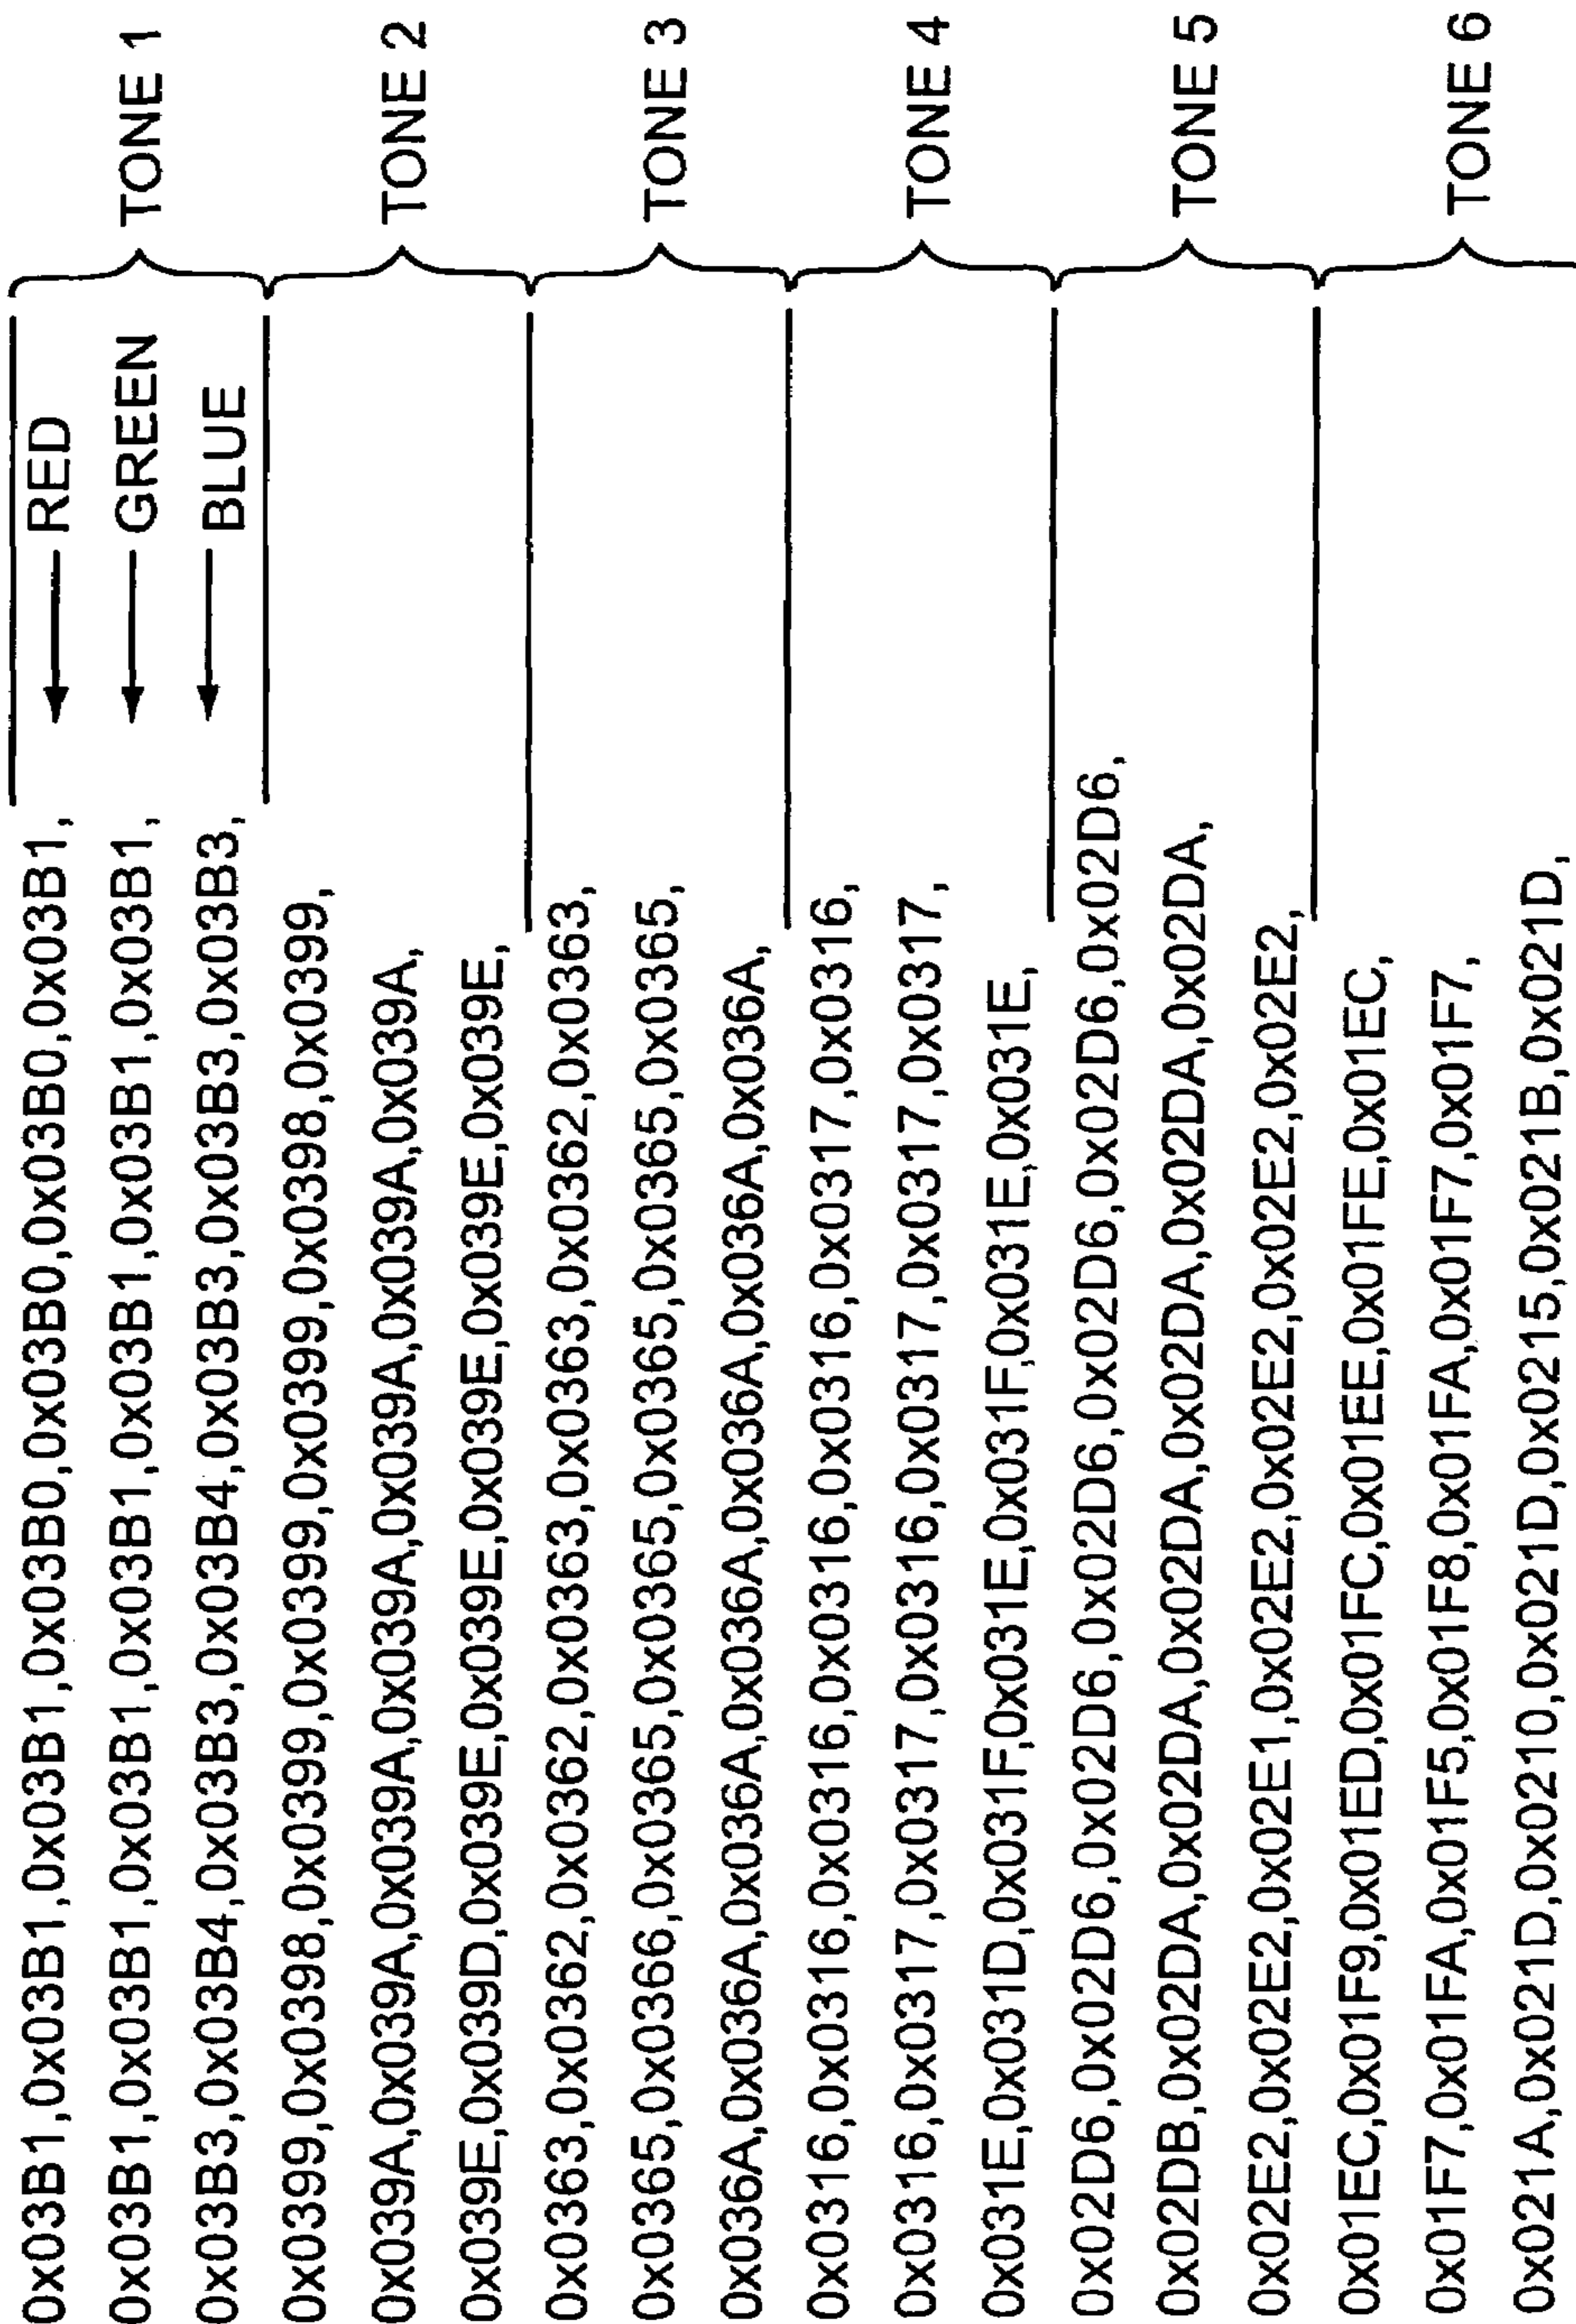 0x03B1,0x03B1,0x03B1,0x03B0,0x03B0,0x03B0,0x03B0,0x03B1,
RED
0x03B1,0x03B1,0x03B1,0x03B1,0x03B1,0x03B1,0x03B1,
GREEN
0x03B3,0x03B4,0x03B3,0x03B4,0x03B3,0x03B3,0x03B3,
BLUE
TONE 1
0x0399,0x0398,0x0399,0x0399,0x0399,0x0399,0x0398,0x0399,
0x039A,0x039A,0x039A,0x039A,0x039A,0x039A,0x039A,
0x039E,0x039D,0x039E,0x039E,0x039E,0x039E,0x039E,
TONE 2
0x0363,0x0362,0x0362,0x0363,0x0363,0x0362,0x0363,
0x0365,0x0366,0x0365,0x0365,0x0365,0x0365,0x0365,
0x036A,0x036A,0x036A,0x036A,0x036A,0x036A,0x036A,
TONE 3
0x0316,0x0316,0x0316,0x0316,0x0316,0x0317,0x0316,
0x0316,0x0317,0x0317,0x0316,0x0317,0x0317,0x0317,
0x031E,0x031D,0x031F,0x031E,0x031F,0x031E,0x031E,
TONE 4
0x02D6,0x02D6,0x02D6,0x02D6,0x02D6,0x02D6,0x02D6,0x02D6,
0x02DB,0x02DA,0x02DA,0x02DA,0x02DA,0x02DA,0x02DA,
0x02E2,0x02E2,0x02E1,0x02E2,0x02E2,0x02E2,0x02E2,
TONE 5
0x01EC,0x01F9,0x01ED,0x01FC,0x01EE,0x01FE,0x01EC,
0x01F7,0x01FA,0x01F5,0x01F8,0x01FA,0x01F7,0x01F7,
0x021A,0x021D,0x0210,0x021D,0x0215,0x021B,0x021D,
TONE 6